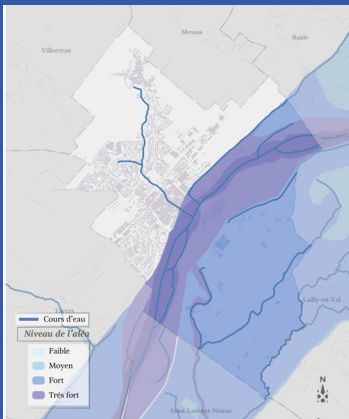 Messas
Villorceau
Baule
Tavers
Lailly-en-Val
Cours d'eau
Niveau de l'aléa
Faible
Moyen
Fort
Très fort
Saint-Laurent-Nouan
N